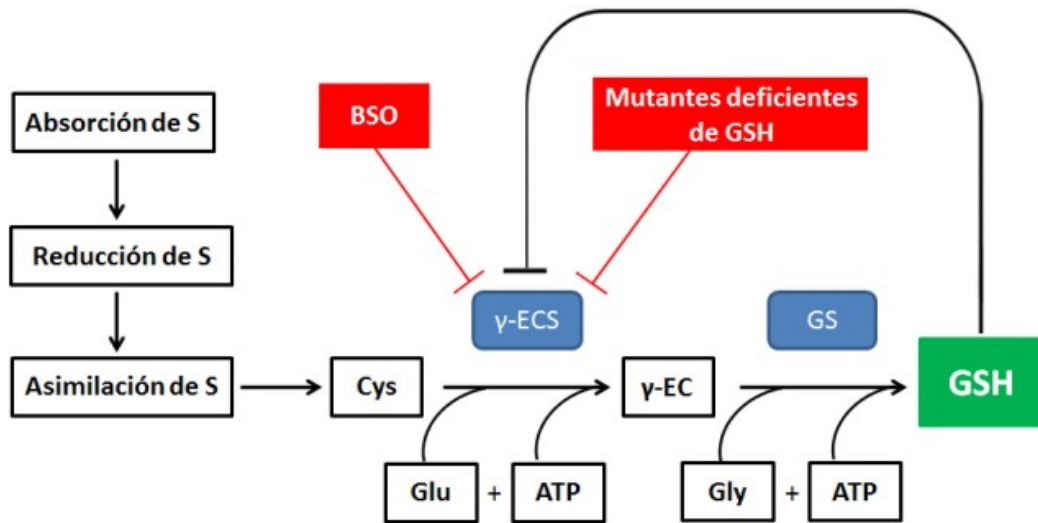 Absorción de S
BSO
Mutantes deficientes
de GSH
Reducción de S
γ-ECS
GS
Asimilación de S
Cys
γ-EC
GSH
Glu + ATP
Gly + ATP